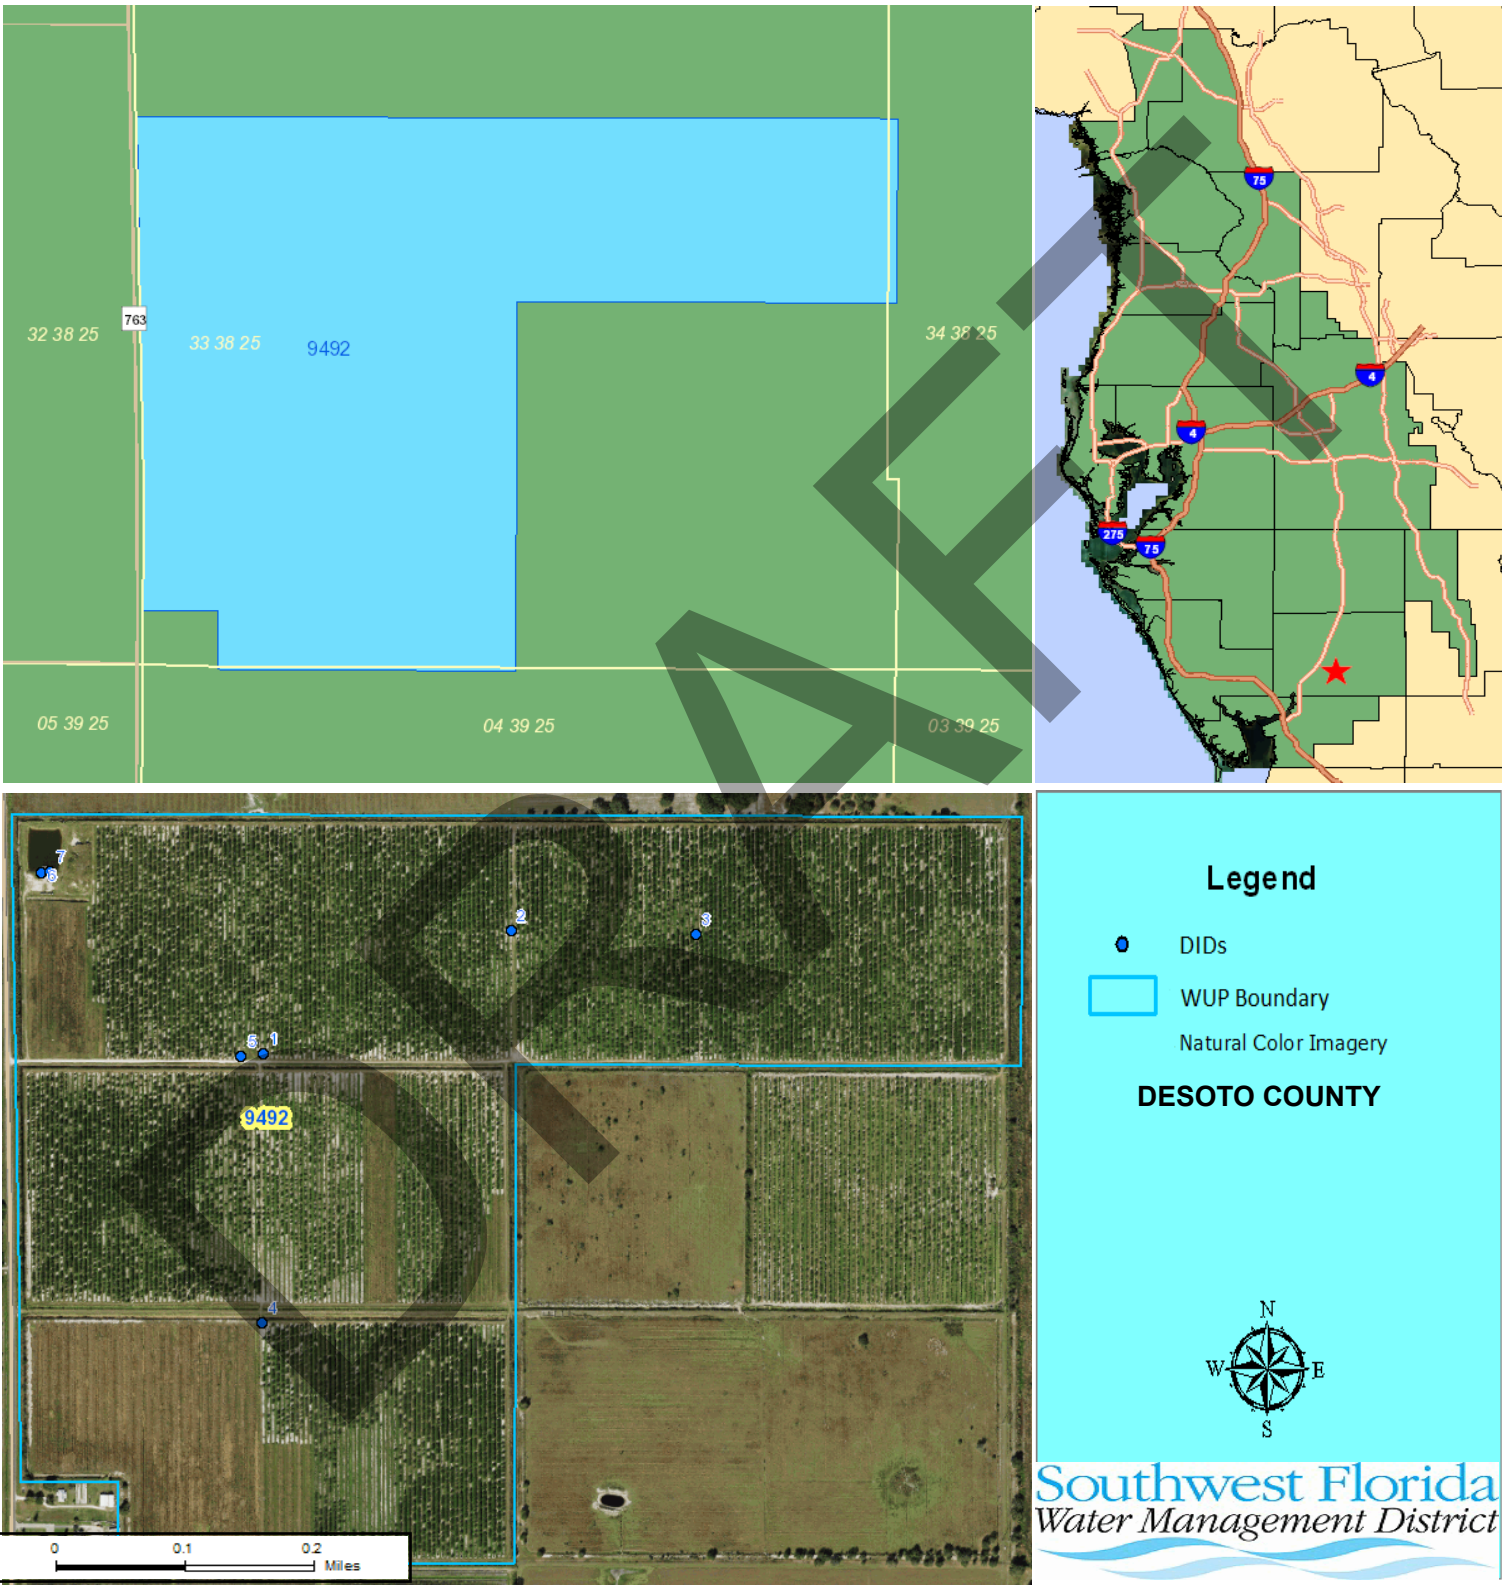 763
32 38 25
33 38 25
9492
34 38 25
05 39 25
04 39 25
03 39 25
75
4
4
275
75
DRAFT
7
6
2
3
5
1
9492
4
0
0.1
0.2
Miles
Legend
DIDs
WUP Boundary
Natural Color Imagery
DESOTO COUNTY
N
W
E
S
Southwest Florida
Water Management District